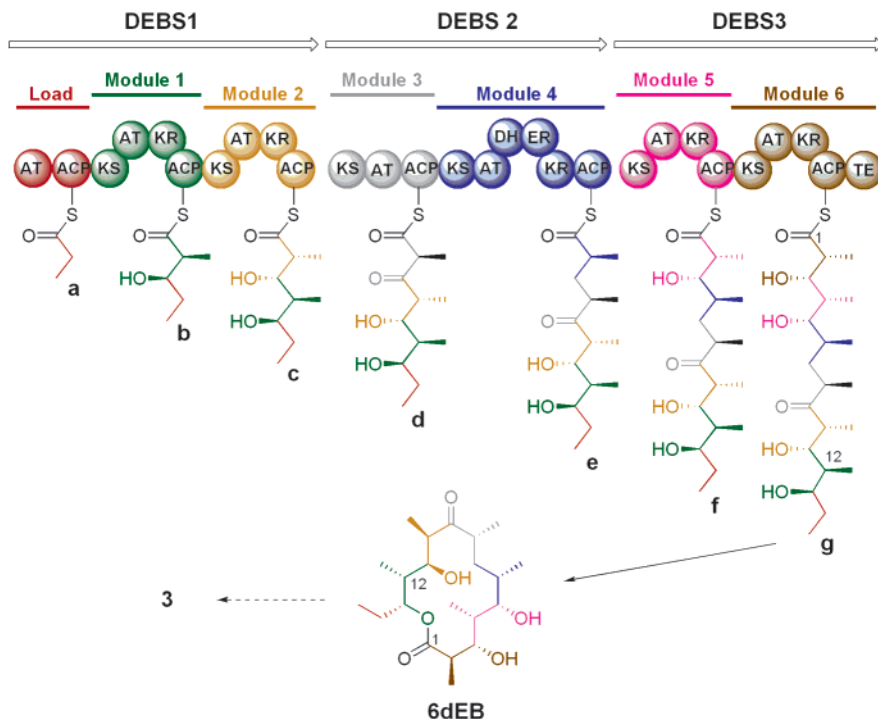 DEBS1 DEBS 2 DEBS3
Module 1 Module 3 Module 5
Load Module 2 Module 4 Module 6
AT KR AT KR DH ER AT KR AT KR
AT ACP KS ACP KS ACP KS AT ACP KS AT KR ACP KS ACP KS ACP TE
S S S S S S S
O O O O O O O 1
HO HO O HO HO
a HO HO HO
b HO O O
c HO HO O
d HO HO HO 12
e HO HO
f g
O
12 OH
3 O OH
O 1 OH
6dEB